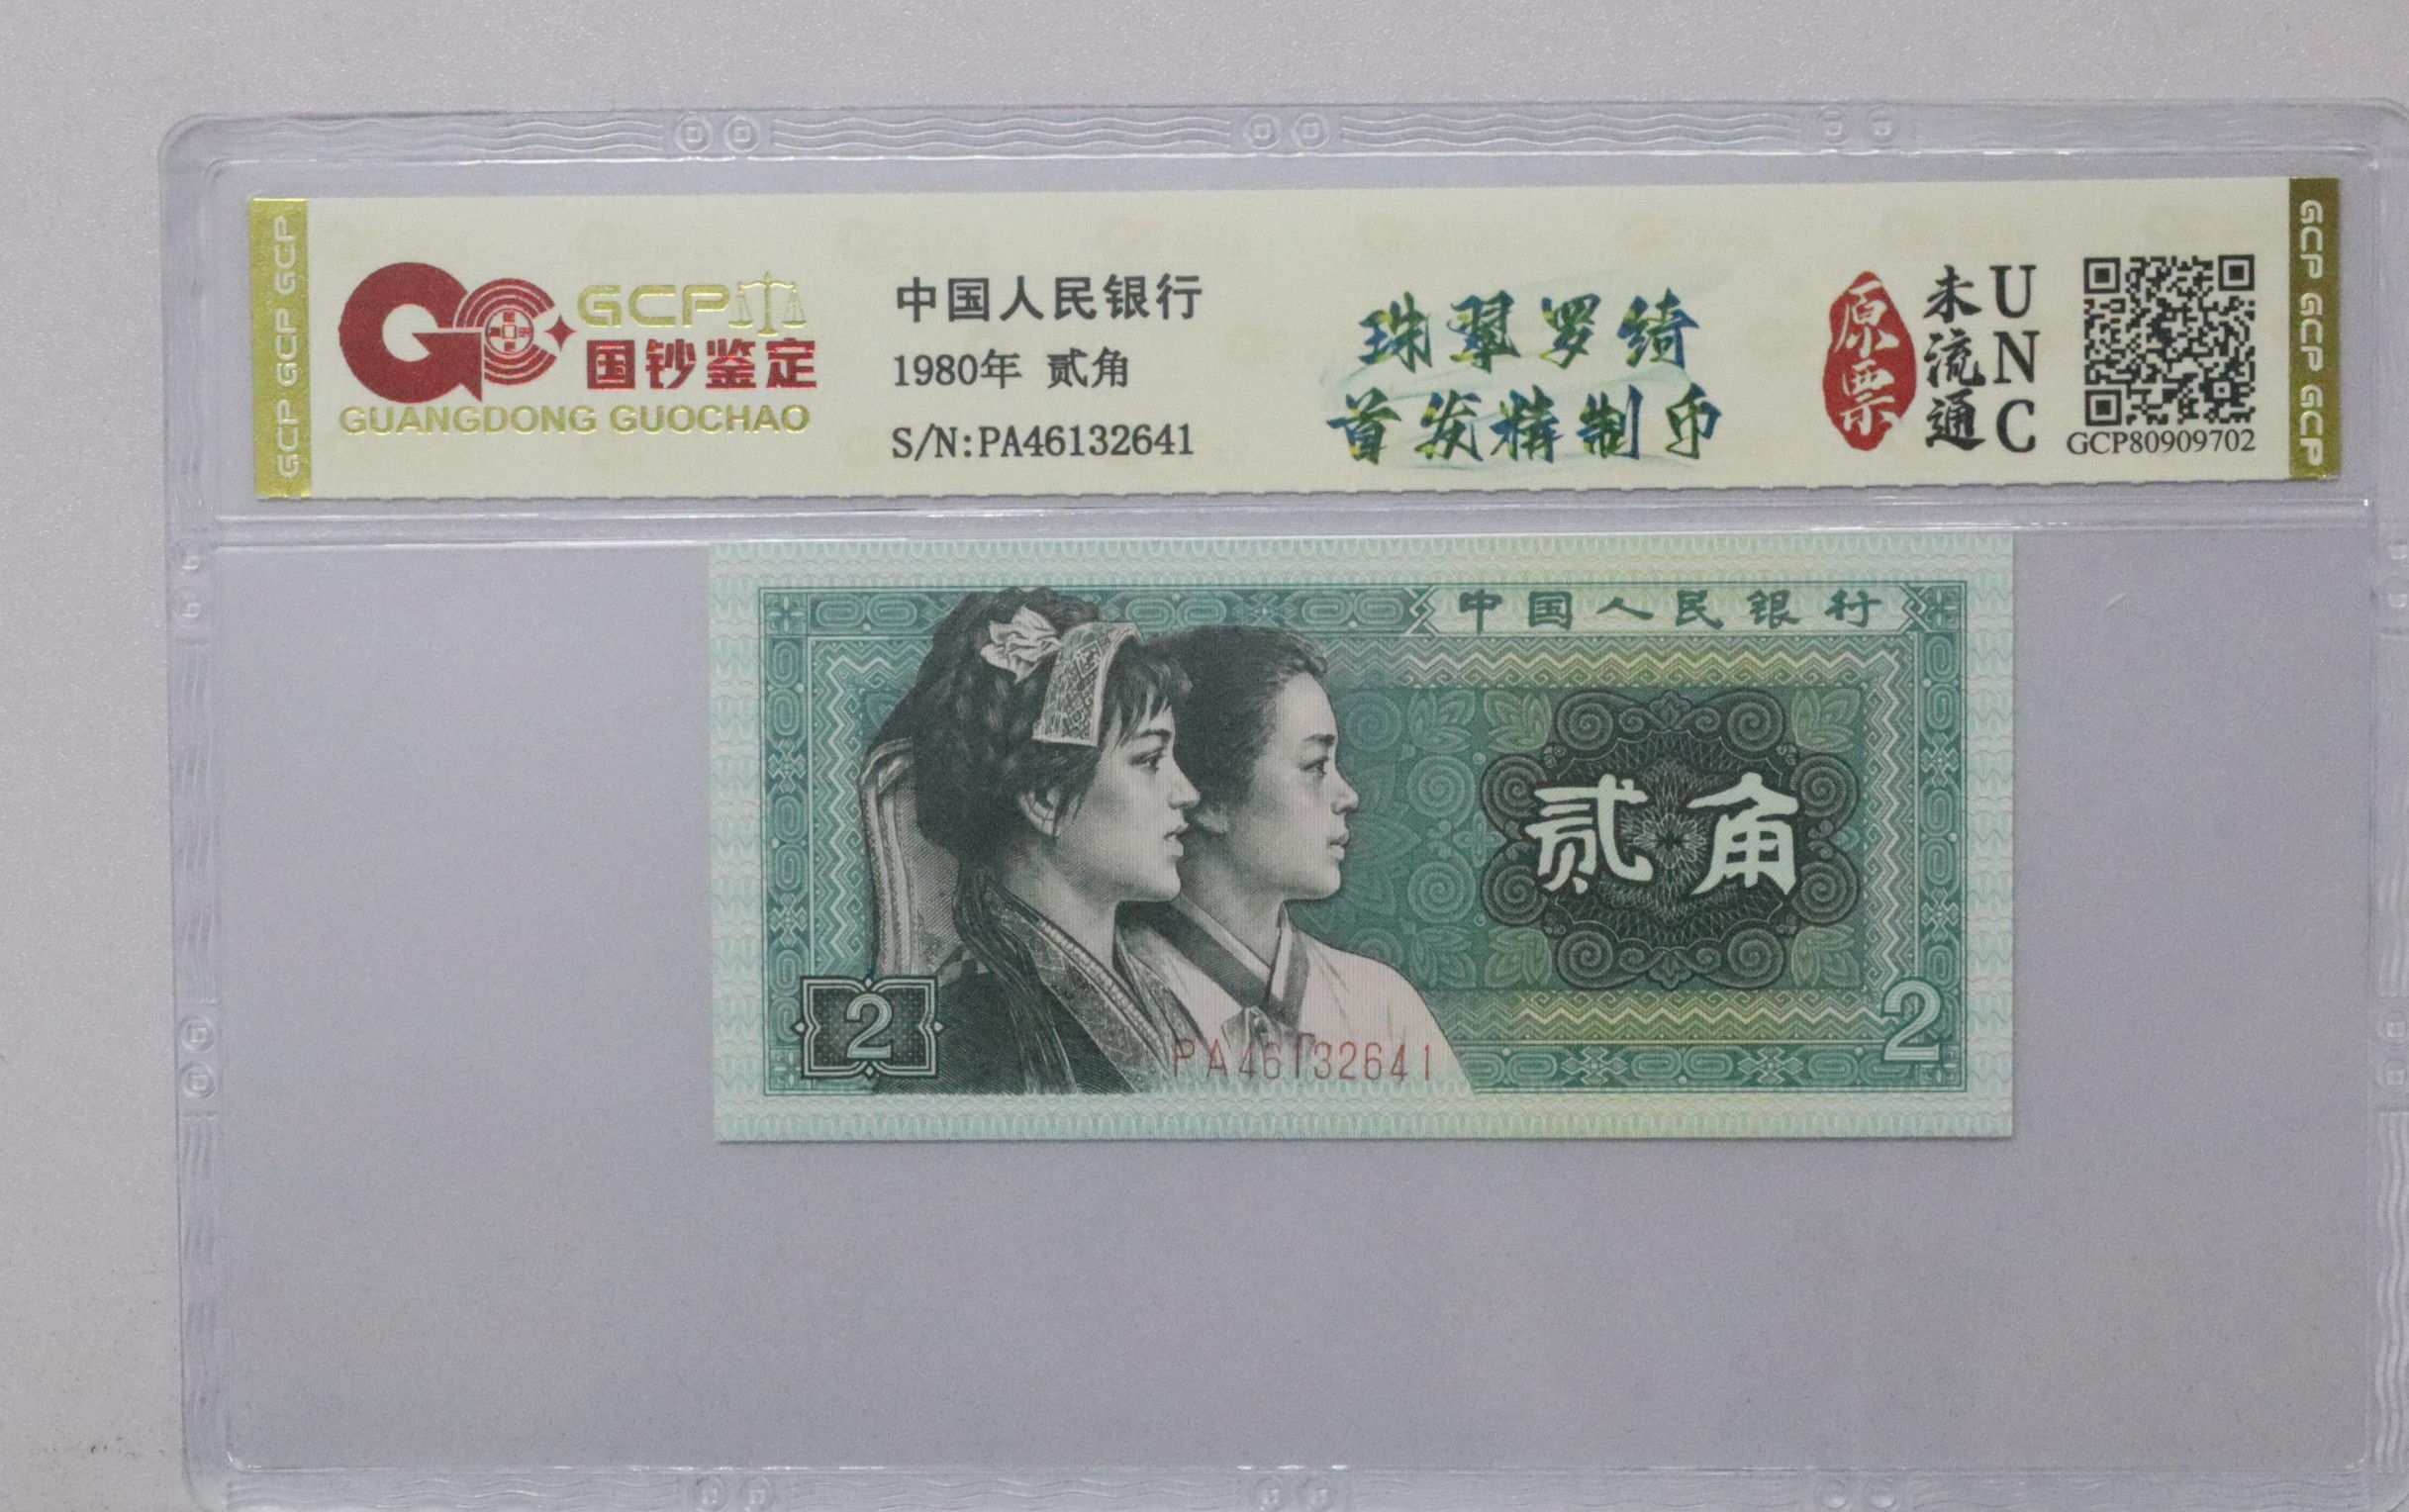 GCP GCP GCP
GCP
国钞鉴定
GUANGDONG GUOCHAO
中国人民银行
1980年 贰角
S/N:PA46132641
珠翠罗绮
首发精制币
原票
未流通
UNC
GCP80909702
GCP GCP GCP
中国人民银行
贰角
2
2
PA46132641